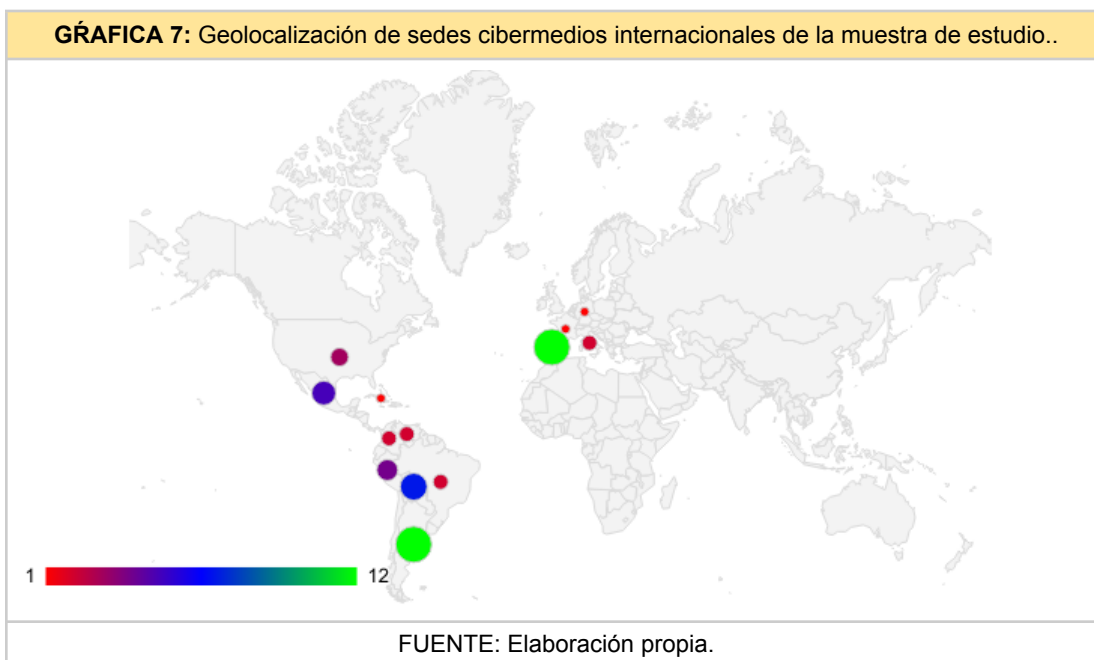 GŔAFICA 7: Geolocalización de sedes cibermedios internacionales de la muestra de estudio..
1
12
FUENTE: Elaboración propia.